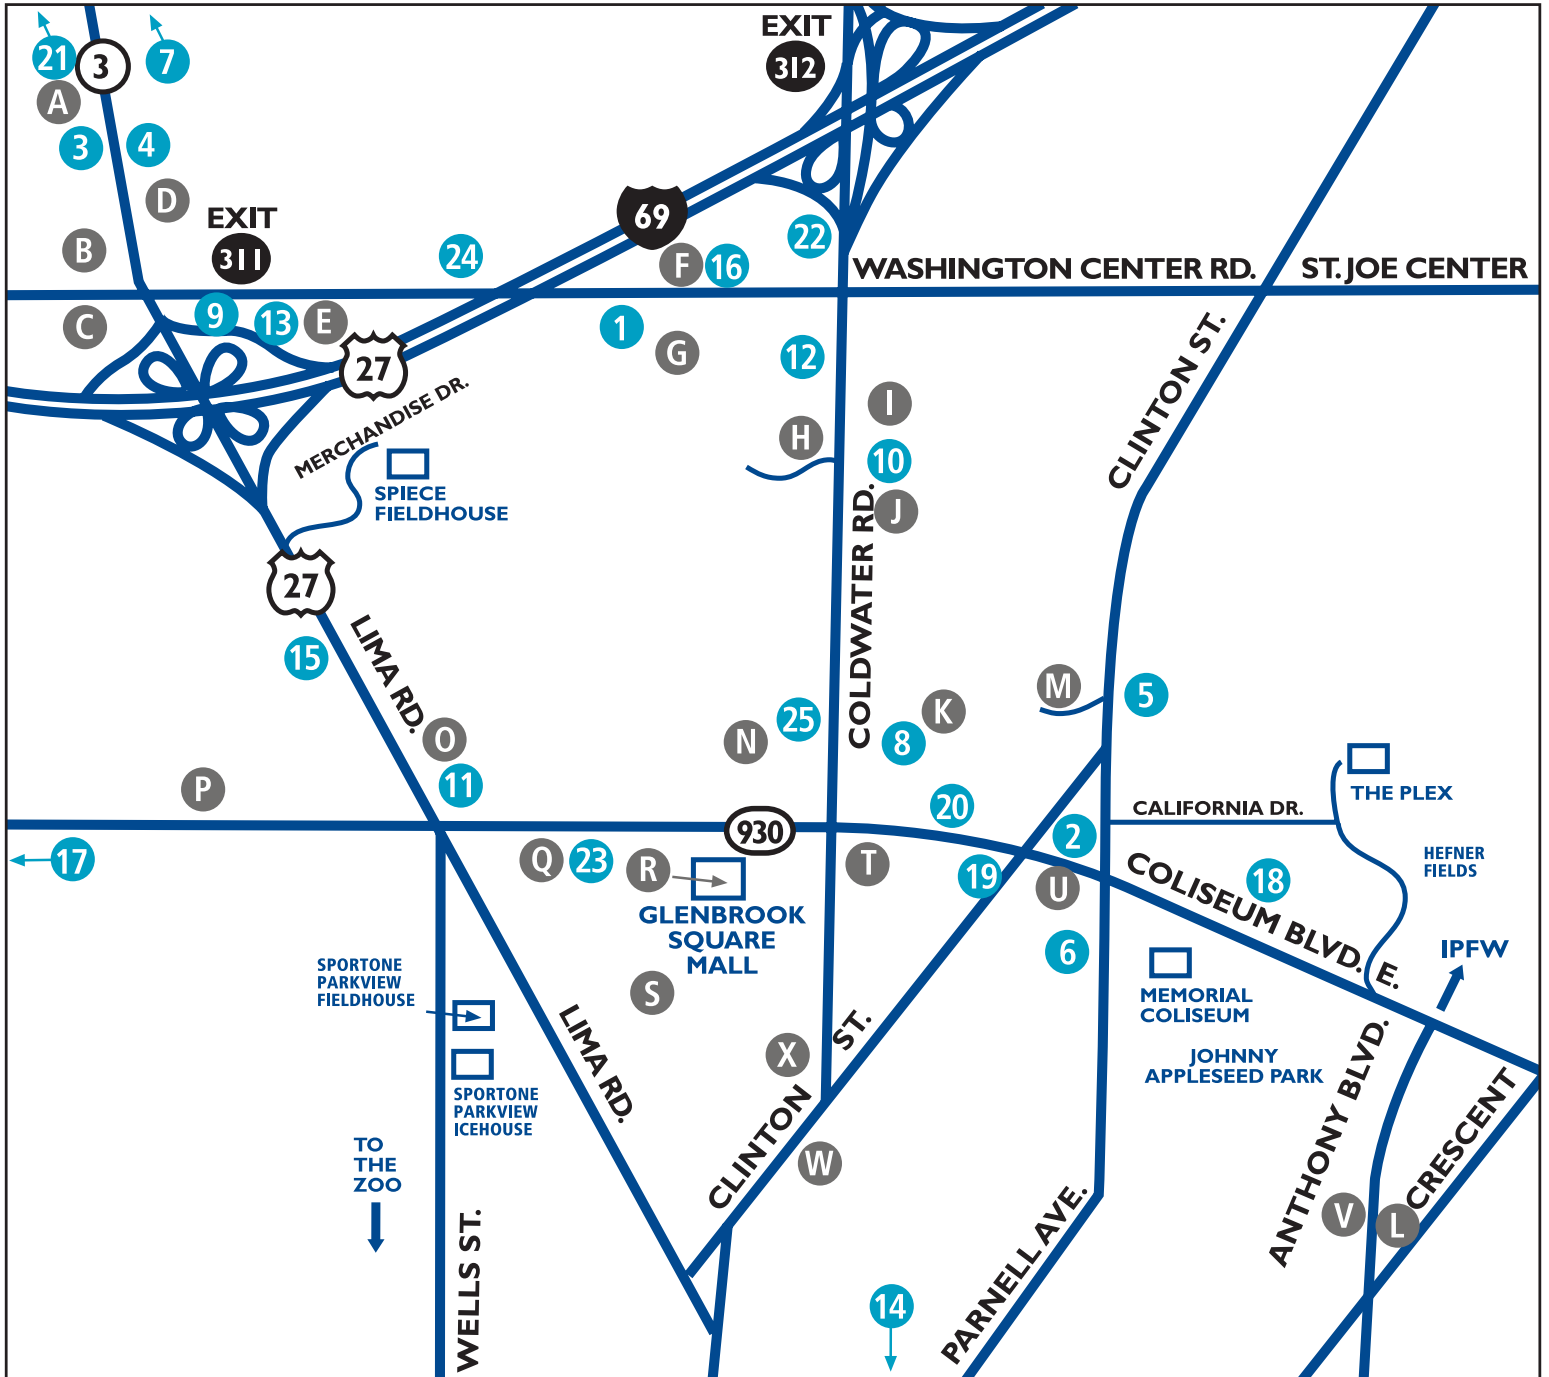 EXIT
312
21
3
7
A
3
4
D
EXIT
311
B
24
69
22
F
16
WASHINGTON CENTER RD.
ST. JOE CENTER
C
9
13
E
1
G
12
27
MERCHANDISE DR.
CLINTON ST.
I
H
10
J
SPIECE
FIELDHOUSE
27
LIMA RD.
COLDWATER RD.
15
M
5
K
25
N
8
O
11
P
THE PLEX
20
CALIFORNIA DR.
930
2
17
Q
23
R
T
19
U
COLISEUM BLVD. E.
18
HEFNER
FIELDS
GLENBROOK
SQUARE
MALL
6
IPFW
SPORTONE
PARKVIEW
FIELDHOUSE
S
MEMORIAL
COLISEUM
LIMA RD.
X
CLINTON ST.
JOHNNY
APPLESEED PARK
ANTHONY BLVD.
CRESCENT
SPORTONE
PARKVIEW
ICEHOUSE
TO
THE
ZOO
W
V
L
WELLS ST.
PARNELL AVE.
14